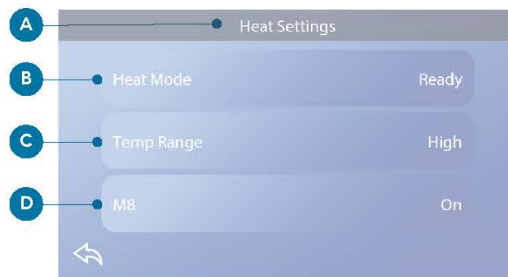 A Heat Settings
B Heat Mode Ready
C Temp Range High
D M8 On